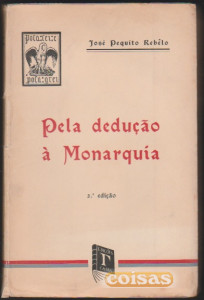 José Pequito Rebêlo
Pela dedução
à Monarquia
2.ª edição
coisas